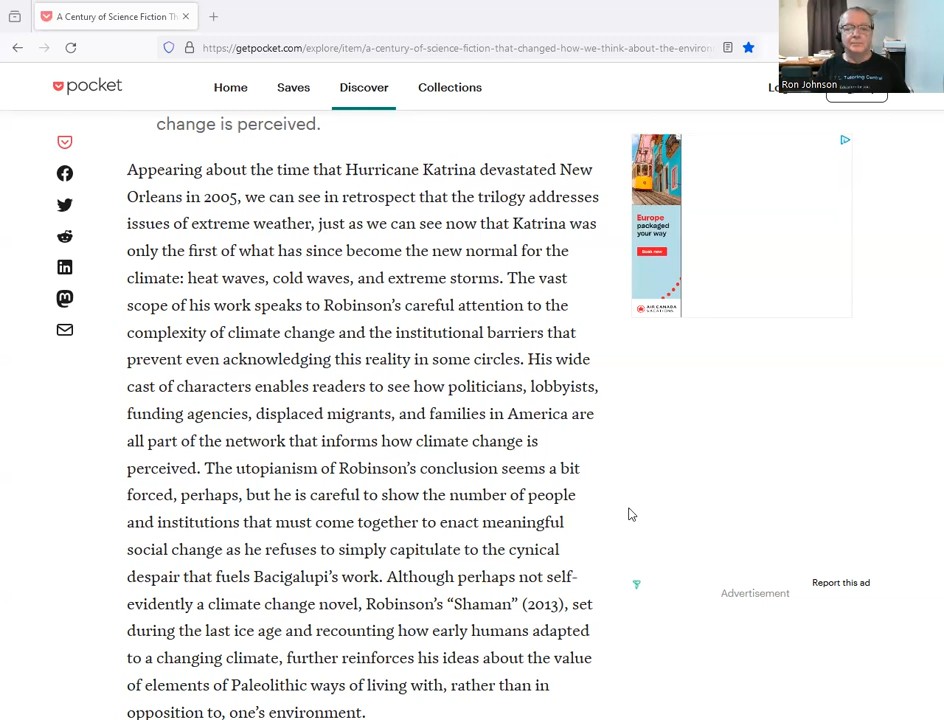 A Century of Science Fiction Th
https://getpocket.com/explore/item/a-century-of-science-fiction-that-changed-how-we-think-about-the-environ
Tutoring Central
Ron Johnson
pocket
Home
Saves
Discover
Collections
change is perceived.
Appearing about the time that Hurricane Katrina devastated New
Orleans in 2005, we can see in retrospect that the trilogy addresses
issues of extreme weather, just as we can see now that Katrina was
only the first of what has since become the new normal for the
climate: heat waves, cold waves, and extreme storms. The vast
scope of his work speaks to Robinson’s careful attention to the
complexity of climate change and the institutional barriers that
prevent even acknowledging this reality in some circles. His wide
cast of characters enables readers to see how politicians, lobbyists,
funding agencies, displaced migrants, and families in America are
all part of the network that informs how climate change is
perceived. The utopianism of Robinson’s conclusion seems a bit
forced, perhaps, but he is careful to show the number of people
and institutions that must come together to enact meaningful
social change as he refuses to simply capitulate to the cynical
despair that fuels Bacigalupi’s work. Although perhaps not self-
evidently a climate change novel, Robinson’s “Shaman” (2013), set
during the last ice age and recounting how early humans adapted
to a changing climate, further reinforces his ideas about the value
of elements of Paleolithic ways of living with, rather than in
opposition to, one’s environment.
Europe
packaged
your way
Book now
AIR CANADA
VACATIONS
Report this ad
Advertisement